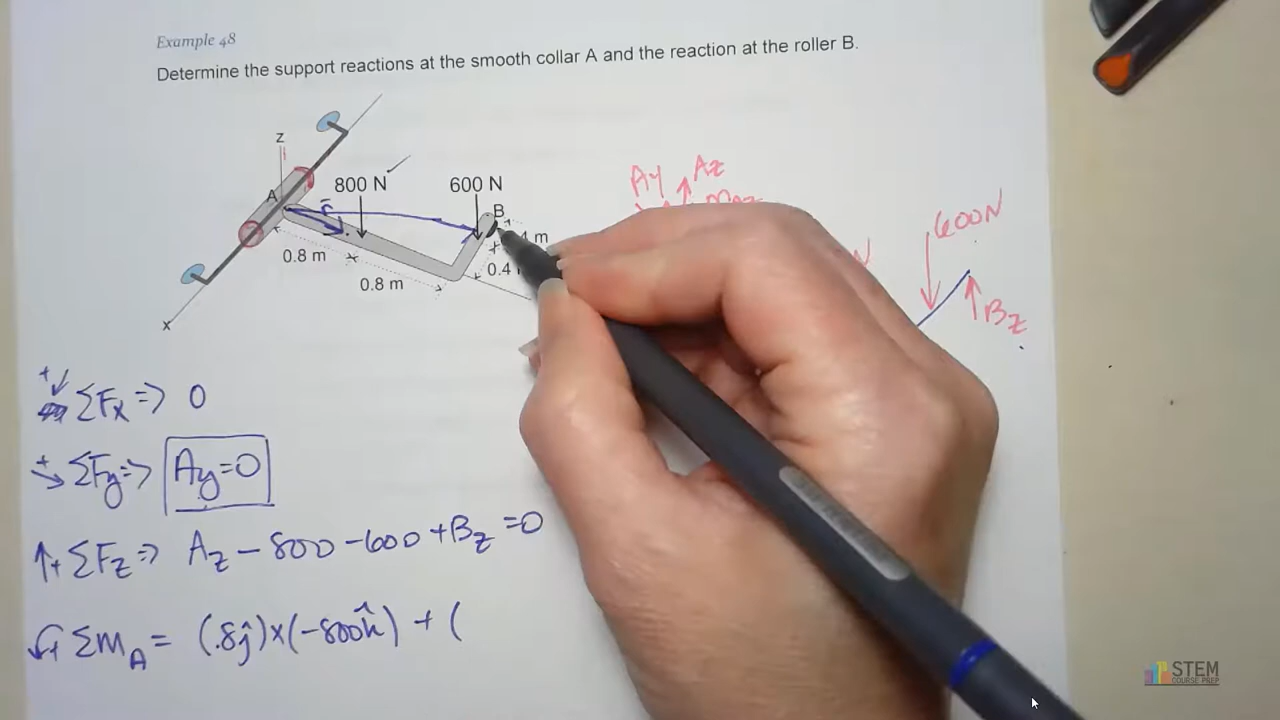 Example 48
Determine the support reactions at the smooth collar A and the reaction at the roller B.
z
A
800 N
600 N
B
r
m
0.8 m
0.8 m
0.4
x
Ay
Az
600N
N
Bz
+ ΣFx => 0
+ ΣFy => Ay=0
↑+ ΣFz => Az - 800 - 600 + Bz = 0
+ ΣMA = (.8ĵ)×(-800k̂) + (
STEM
COURSE PREP